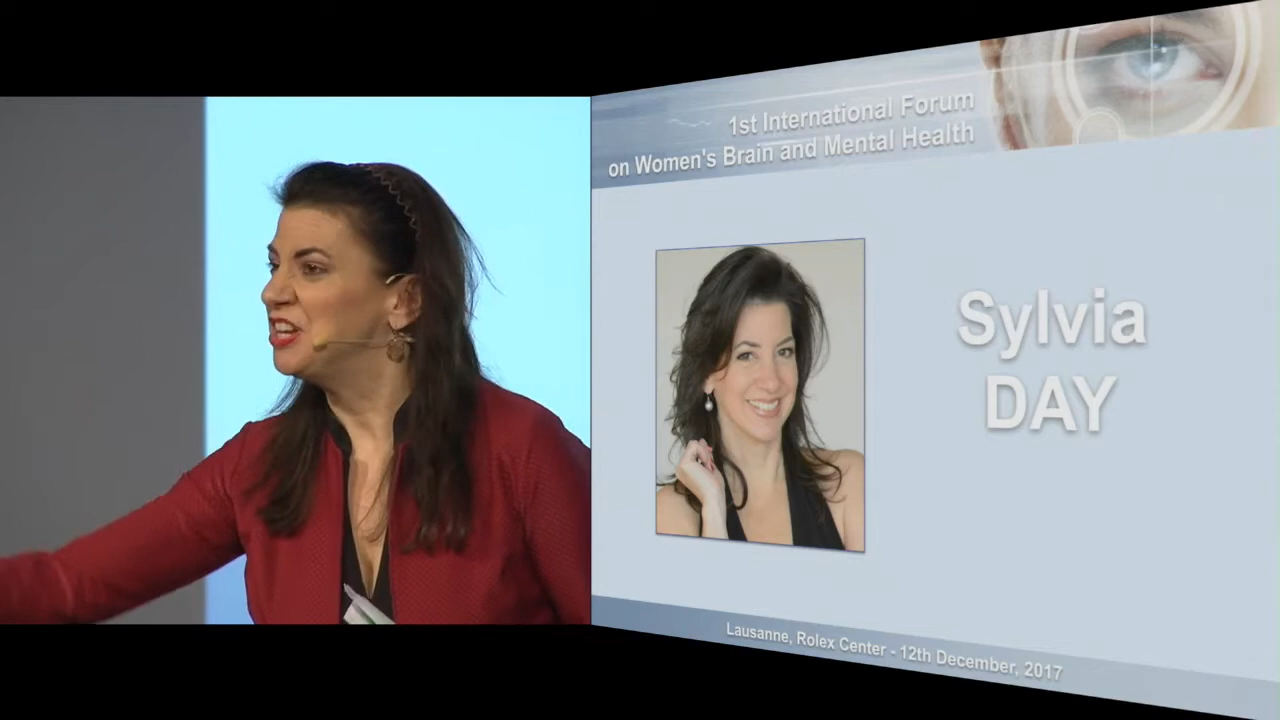 1st International Forum
on Women's Brain and Mental Health
Sylvia
DAY
Lausanne, Rolex Center - 12th December, 2017